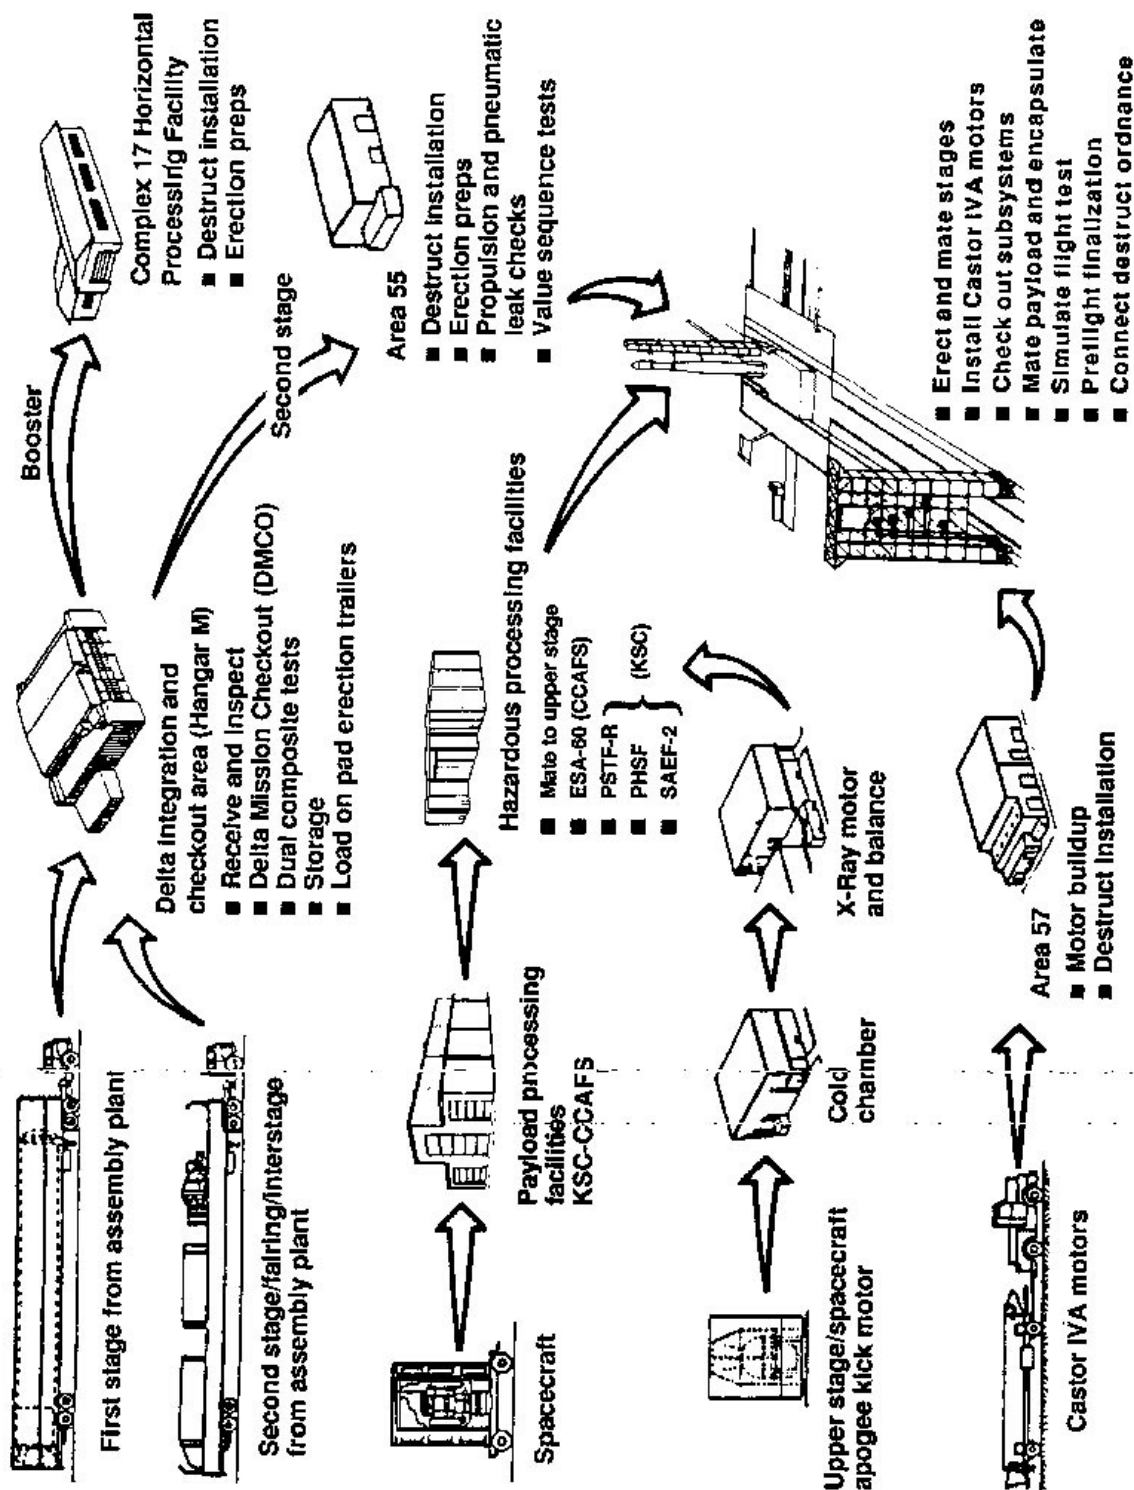 First stage from assembly plant
Second stage/fairing/interstage
from assembly plant
Delta integration and
checkout area (Hangar M)
■ Receive and Inspect
■ Delta Mission Checkout (DMCO)
■ Dual composite tests
■ Storage
■ Load on pad erection trailers
Booster
Complex 17 Horizontal
Processing Facility
■ Destruct installation
■ Erection preps
Second stage
Area 55
■ Destruct installation
■ Erection preps
■ Propulsion and pneumatic
leak checks
■ Value sequence tests
Spacecraft
Payload processing
facilities
KSC-CCAFS
Hazardous processing facilities
■ Mate to upper stage
■ ESA-60 (CCAFS)
■ PSTF-R
■ PHSF
■ SAEF-2
(KSC)
Upper stage/spacecraft
apogee kick motor
Cold
chamber
X-Ray motor
and balance
Castor IVA motors
Area 57
■ Motor buildup
■ Destruct Installation
■ Erect and mate stages
■ Install Castor IVA motors
■ Check out subsystems
■ Mate payload and encapsulate
■ Simulate flight test
■ Preflight finalization
■ Connect destruct ordnance